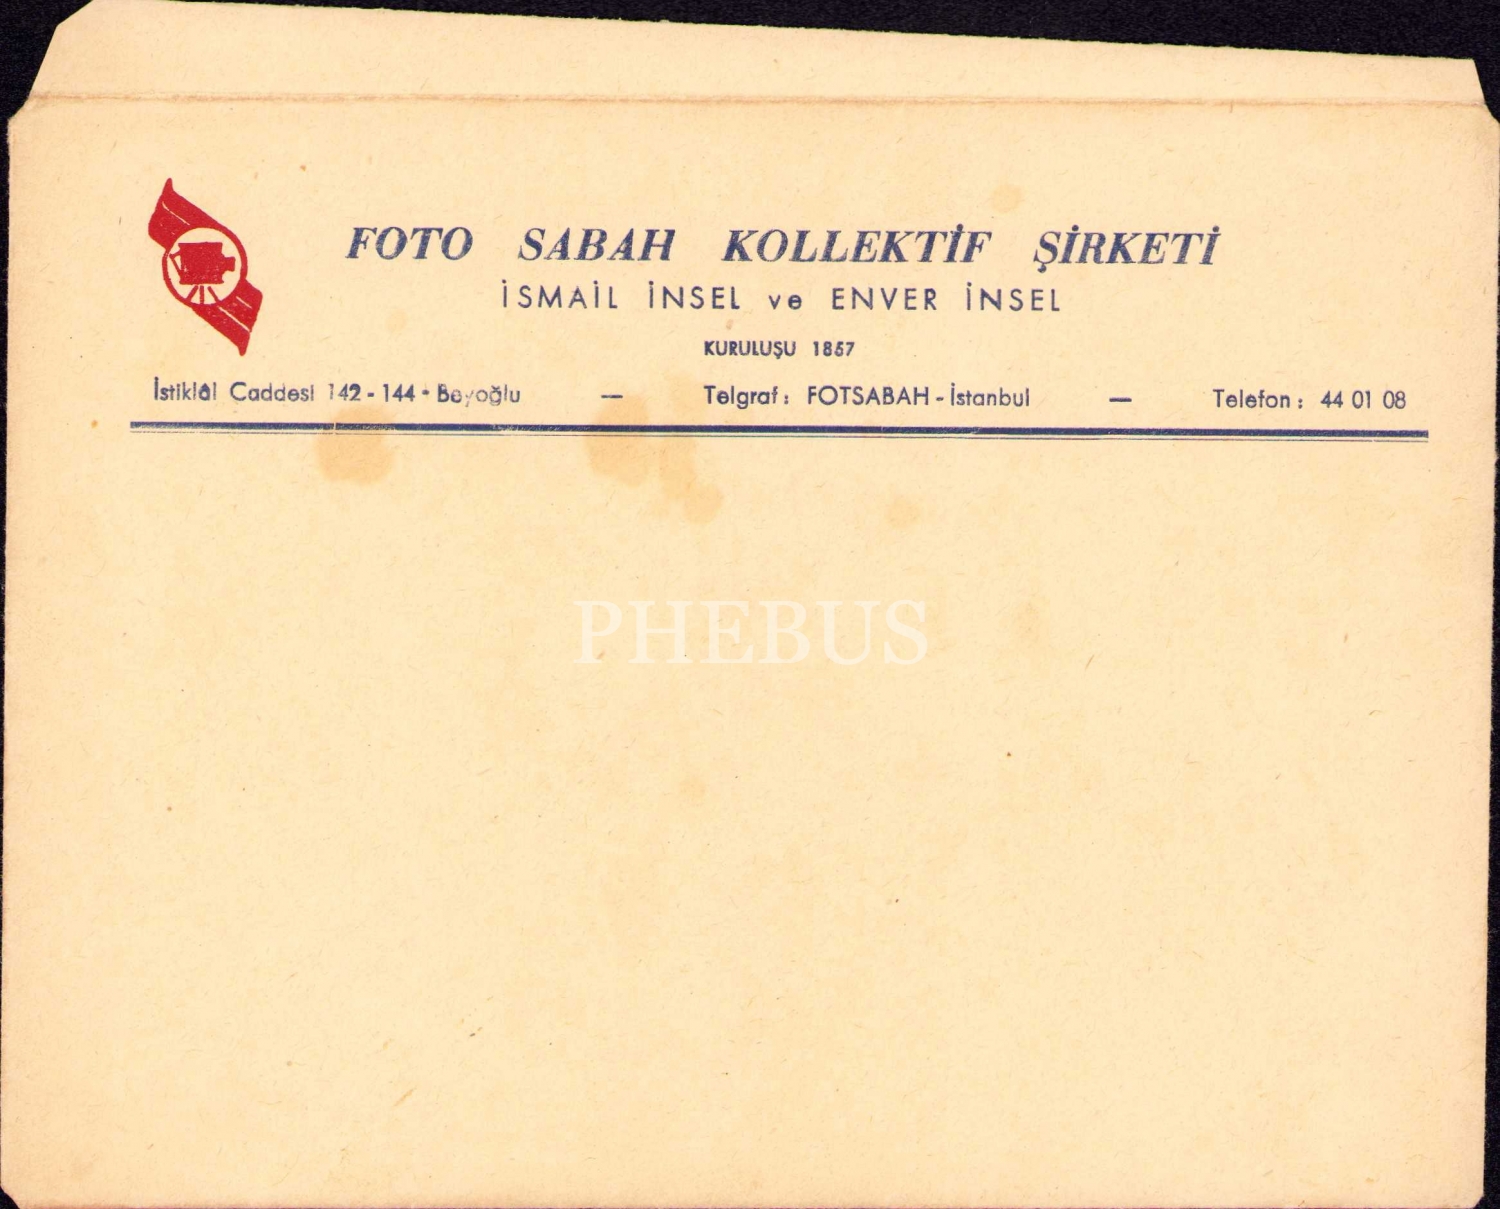 FOTO SABAH KOLLEKTİF ŞİRKETİ
İSMAİL İNSEL ve ENVER İNSEL
KURULUŞU 1857
İstiklâl Caddesi 142 - 144 - Beyoğlu — Telgraf: FOTSABAH - İstanbul — Telefon: 44 01 08
PHEBUS